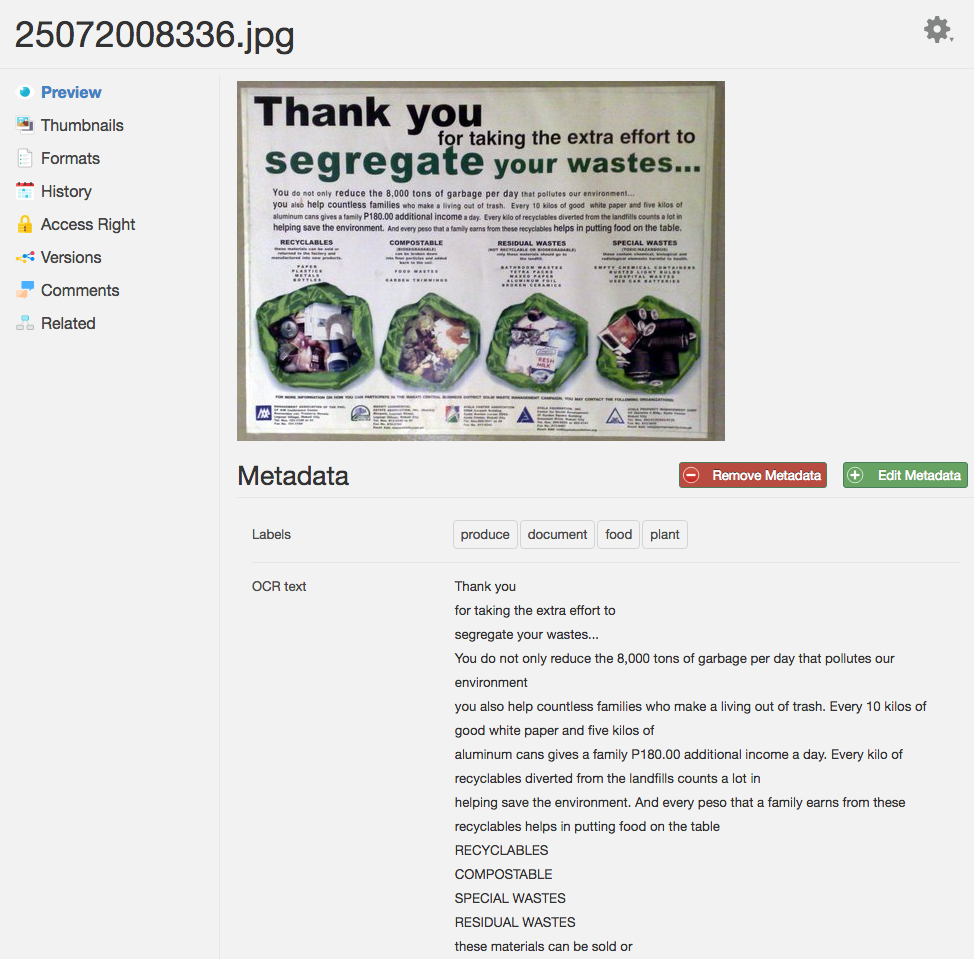 25072008336.jpg
Preview
Thumbnails
Formats
History
Access Right
Versions
Comments
Related
Thank you
for taking the extra effort to
segregate your wastes...
You do not only reduce the 8,000 tons of garbage per day that pollutes our environment...
you also help countless families who make a living out of trash. Every 10 kilos of good white paper and five kilos of
aluminum cans gives a family P180.00 additional income a day. Every kilo of recyclables diverted from the landfills counts a lot in
helping save the environment. And every peso that a family earns from these recyclables helps in putting food on the table.
RECYCLABLES
these materials can be sold or
returned to the factory and
manufactured into new products.
PAPER
PLASTICS
METALS
BOTTLES
COMPOSTABLE
(BIODEGRADABLE)
can be broken down
into finer particles and added
back to the soil.
FOOD WASTES
GARDEN TRIMMINGS
RESIDUAL WASTES
(NOT RECYCLABLE OR BIODEGRADABLE)
only these materials should go to
the landfill.
BATHROOM WASTES
TETRA PACKS
WAXED PAPER
ALUMINUM FOIL
BROKEN CERAMICS
SPECIAL WASTES
(TOXIC/HAZARDOUS)
these contain chemical, biological and
radiological elements harmful to health.
EMPTY CHEMICAL CONTAINERS
BUSTED LIGHT BULBS
HOSPITAL WASTES
USED CAR BATTERIES
FRESH
MILK
FOR MORE INFORMATION ON HOW YOU CAN PARTICIPATE IN THE MAKATI CENTRAL BUSINESS DISTRICT SOLID WASTE MANAGEMENT CAMPAIGN, YOU MAY CONTACT THE FOLLOWING ORGANIZATIONS:
Metadata
Remove Metadata
Edit Metadata
Labels
produce
document
food
plant
OCR text
Thank you
for taking the extra effort to
segregate your wastes...
You do not only reduce the 8,000 tons of garbage per day that pollutes our
environment
you also help countless families who make a living out of trash. Every 10 kilos of
good white paper and five kilos of
aluminum cans gives a family P180.00 additional income a day. Every kilo of
recyclables diverted from the landfills counts a lot in
helping save the environment. And every peso that a family earns from these
recyclables helps in putting food on the table
RECYCLABLES
COMPOSTABLE
SPECIAL WASTES
RESIDUAL WASTES
these materials can be sold or